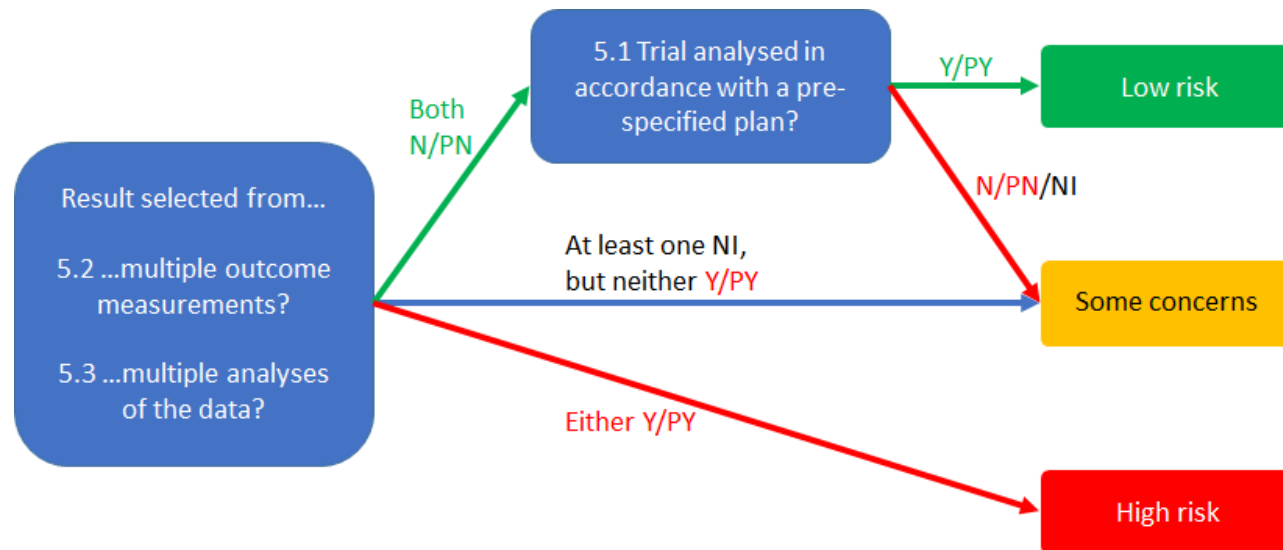 Result selected from...
5.2 ...multiple outcome
measurements?
5.3 ...multiple analyses
of the data?
Both
N/PN
5.1 Trial analysed in
accordance with a pre-
specified plan?
Y/PY
Low risk
N/PN/NI
At least one NI,
but neither Y/PY
Some concerns
Either Y/PY
High risk